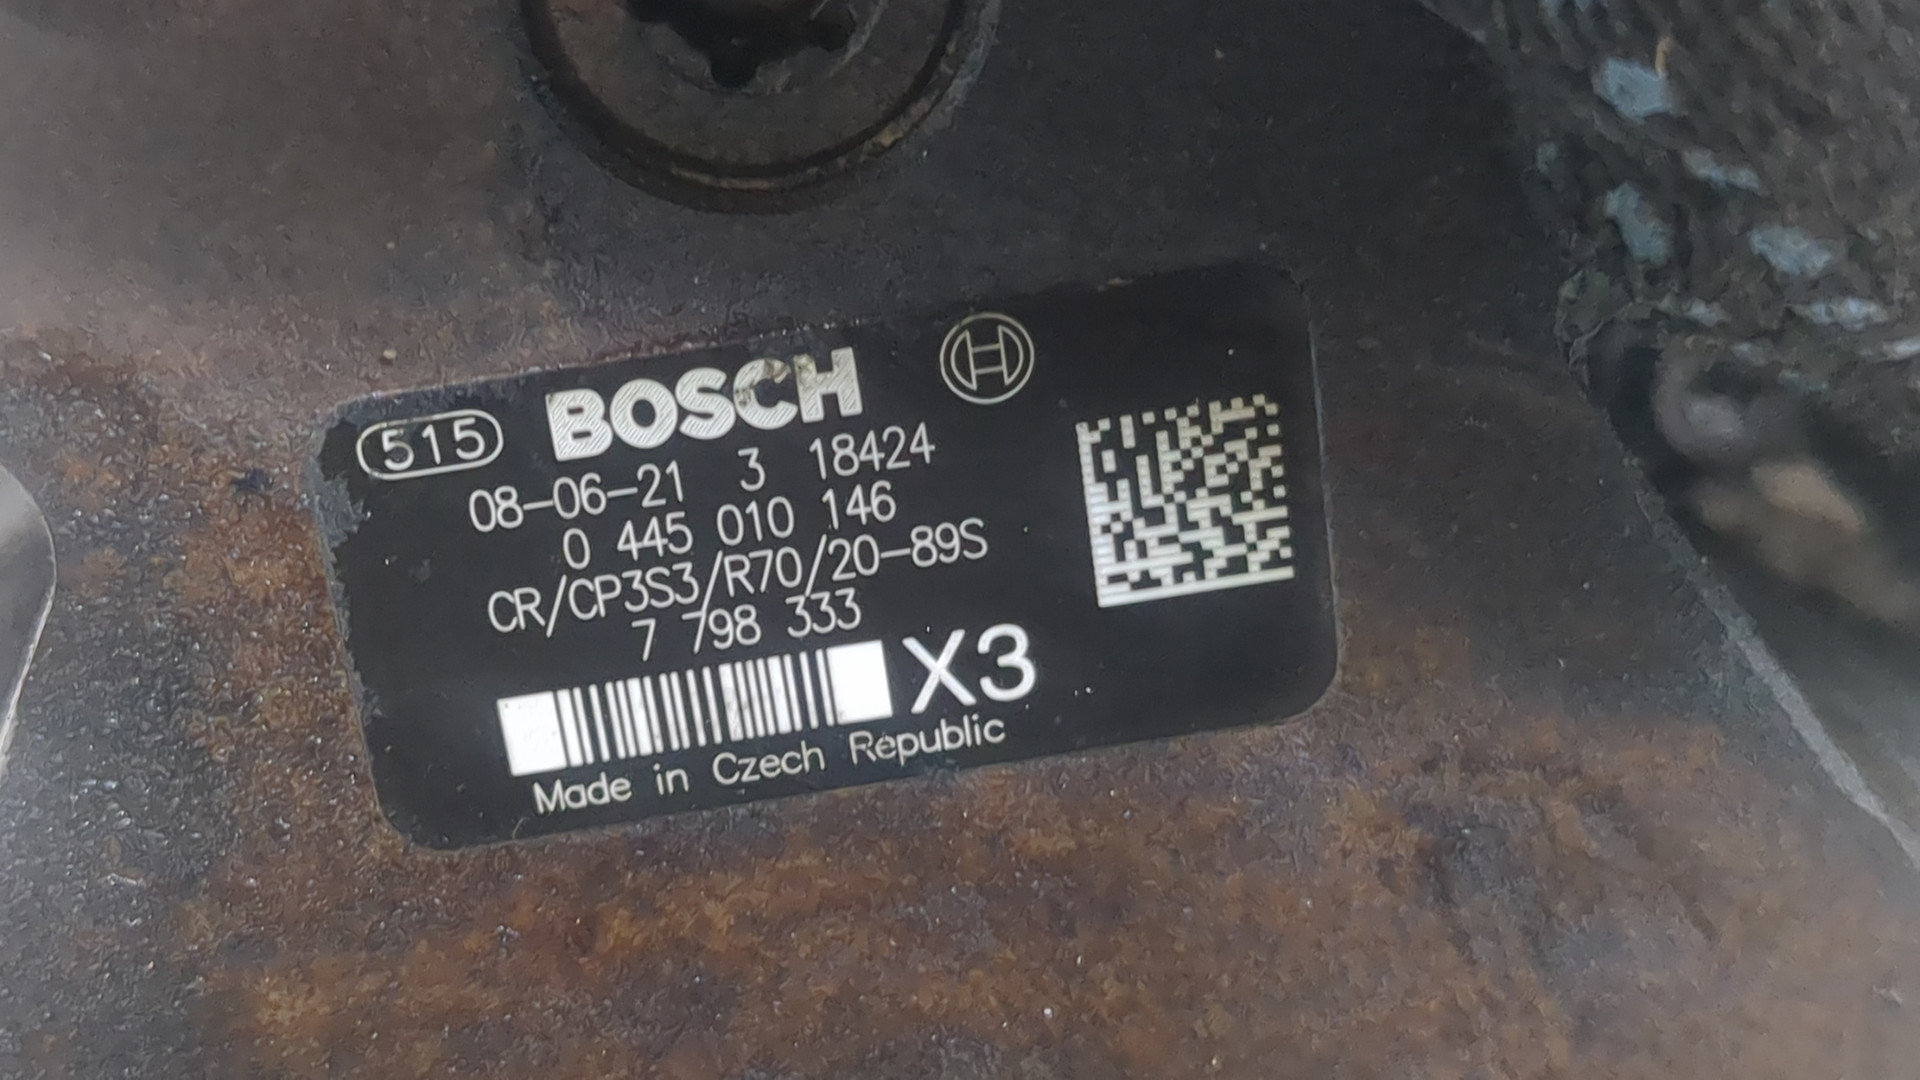 515 BOSCH
08-06-21 3 18424
0 445 010 146
CR/CP3S3/R70/20-89S
7 798 333
X3
Made in Czech Republic